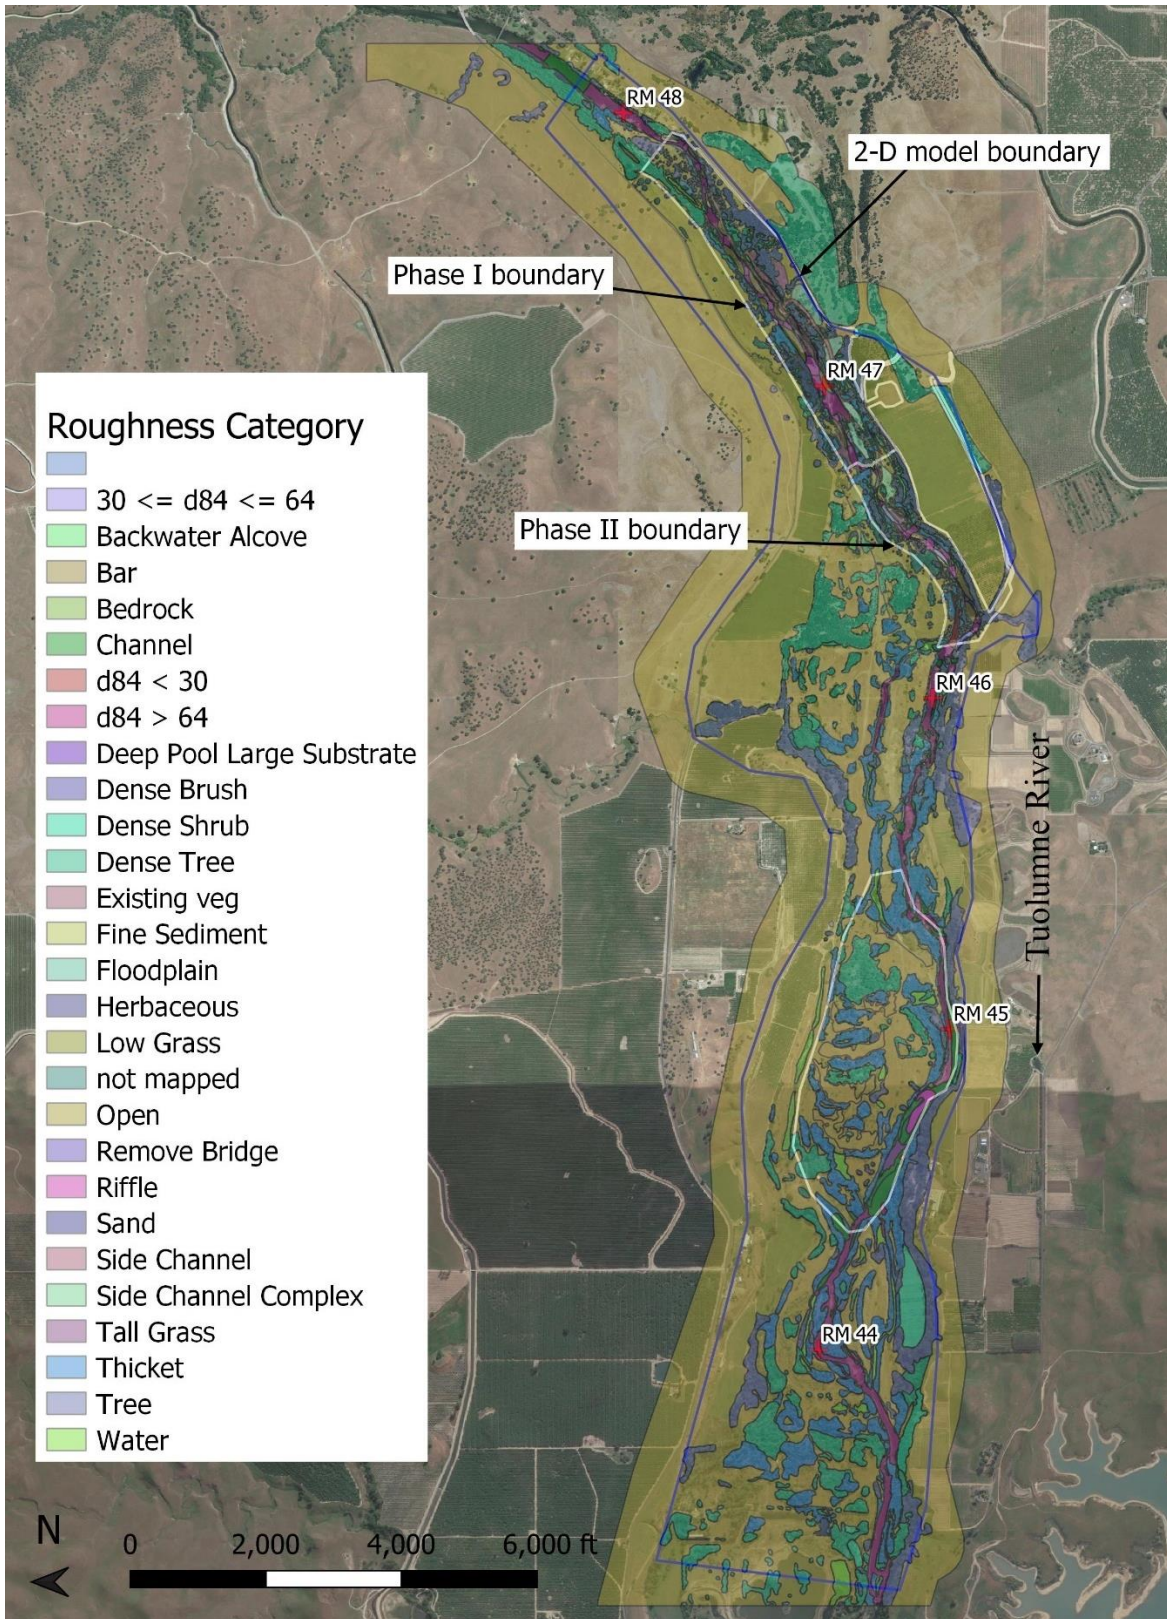 RM 48
2-D model boundary
Phase I boundary
RM 47
Phase II boundary
RM 46
Tuolumne River
RM 45
RM 44
Roughness Category
30 <= d84 <= 64
Backwater Alcove
Bar
Bedrock
Channel
d84 < 30
d84 > 64
Deep Pool Large Substrate
Dense Brush
Dense Shrub
Dense Tree
Existing veg
Fine Sediment
Floodplain
Herbaceous
Low Grass
not mapped
Open
Remove Bridge
Riffle
Sand
Side Channel
Side Channel Complex
Tall Grass
Thicket
Tree
Water
N
0 2,000 4,000 6,000 ft